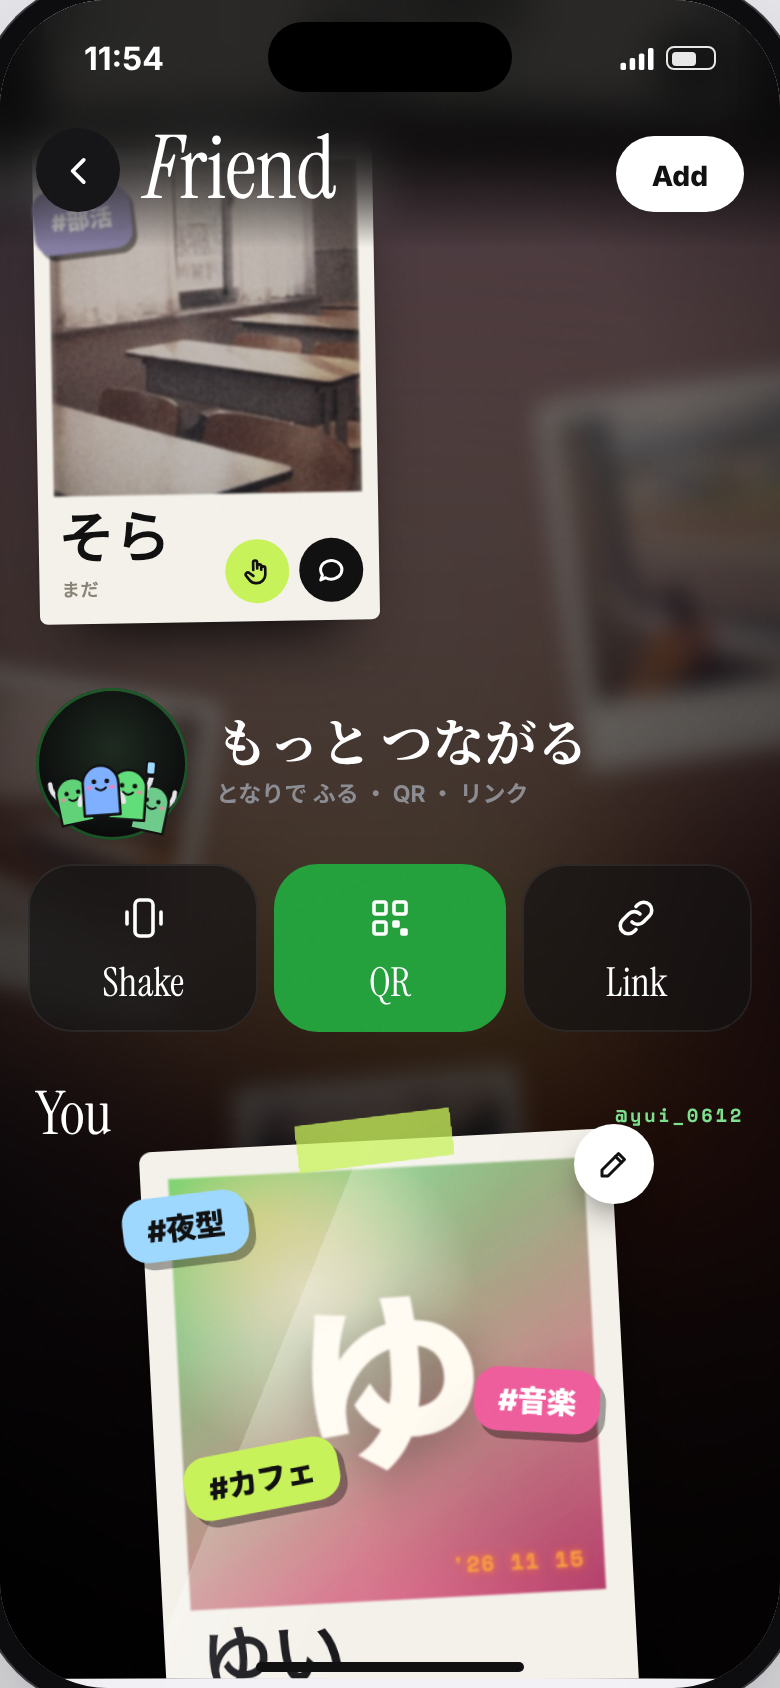 11:54
Friend
Add
#部活
そら
まだ
もっと つながる
となりで ふる ・ QR ・ リンク
Shake
QR
Link
You
@yui_0612
#夜型
ゆ
#音楽
#カフェ
'26 11 15
ゆい